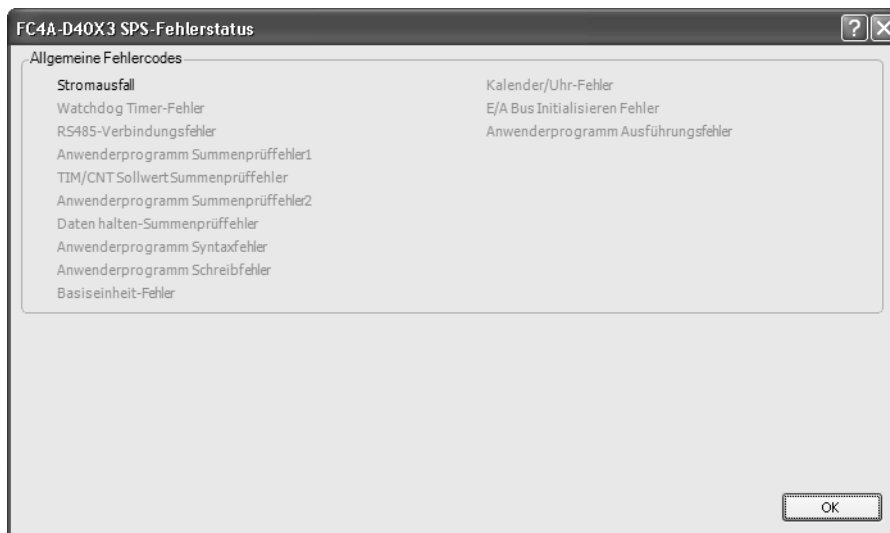 FC4A-D40X3 SPS-Fehlerstatus
Allgemeine Fehlercodes
Stromausfall
Watchdog Timer-Fehler
RS485-Verbindungsfehler
Anwenderprogramm Summenprüffehler1
TIM/CNT Sollwert Summenprüffehler
Anwenderprogramm Summenprüffehler2
Daten halten-Summenprüffehler
Anwenderprogramm Syntaxfehler
Anwenderprogramm Schreibfehler
Basiseinheit-Fehler
Kalender/Uhr-Fehler
E/A Bus Initialisieren Fehler
Anwenderprogramm Ausführungsfehler
OK